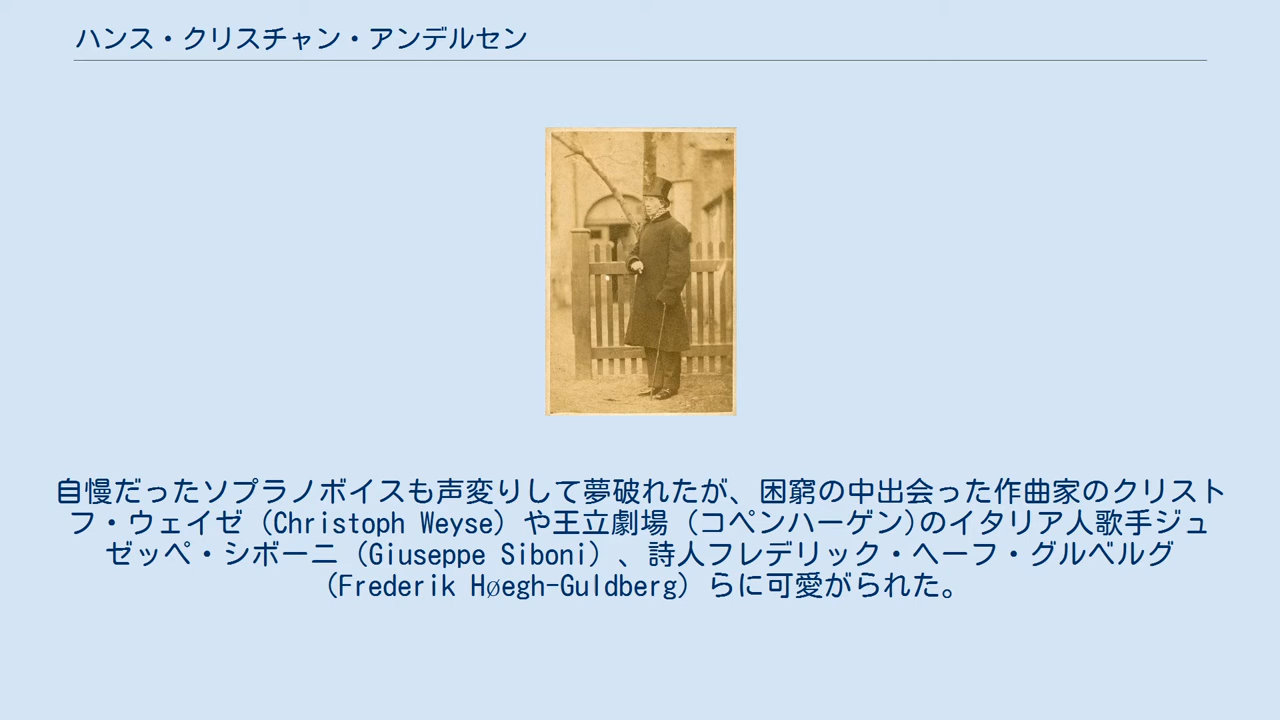 ハンス・クリスチャン・アンデルセン
自慢だったソプラノボイスも声変りして夢破れたが、困窮の中出会った作曲家のクリスト
フ・ウェイゼ（Christoph Weyse）や王立劇場（コペンハーゲン)のイタリア人歌手ジュ
ゼッペ・シボーニ（Giuseppe Siboni）、詩人フレデリック・ヘーフ・グルベルグ
（Frederik Høegh-Guldberg）らに可愛がられた。